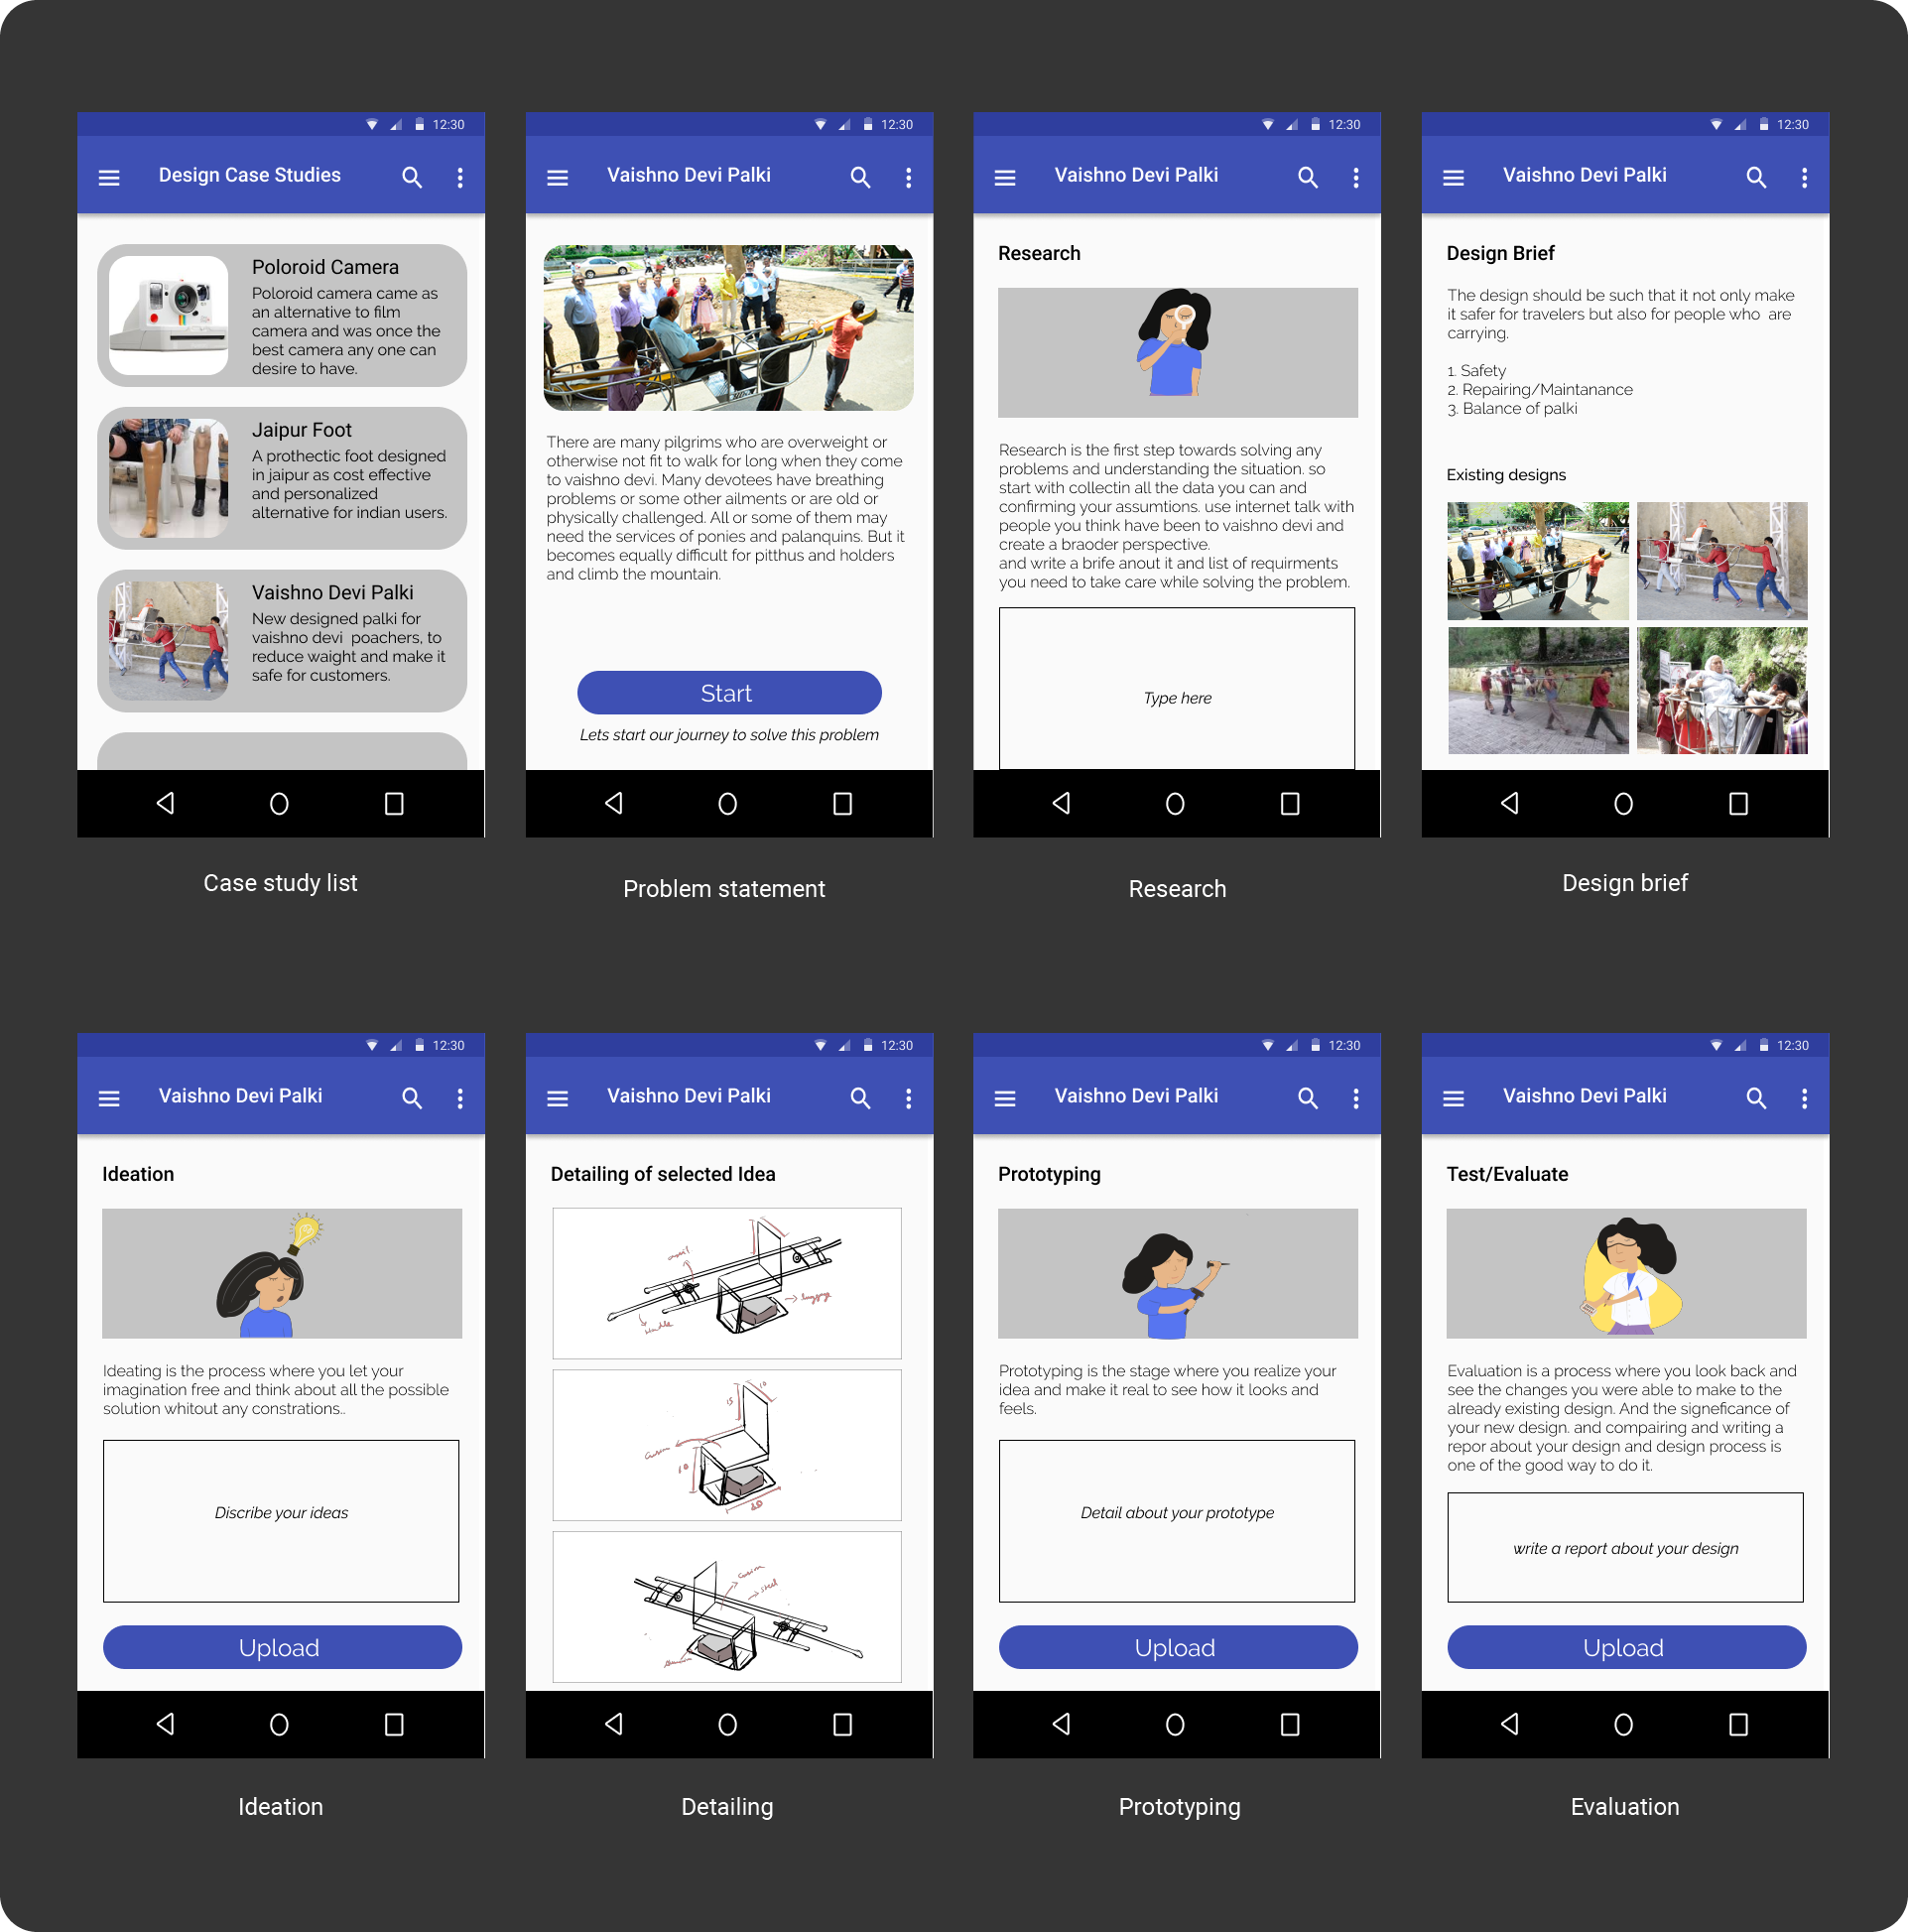 12:30
Design Case Studies
Poloroid Camera
Poloroid camera came as
an alternative to film
camera and was once the
best camera any one can
desire to have.
Jaipur Foot
A prothectic foot designed
in jaipur as cost effective
and personalized
alternative for indian users.
Vaishno Devi Palki
New designed palki for
vaishno devi poachers, to
reduce waight and make it
safe for customers.
Case study list
12:30
Vaishno Devi Palki
There are many pilgrims who are overweight or
otherwise not fit to walk for long when they come
to vaishno devi. Many devotees have breathing
problems or some other ailments or are old or
physically challenged. All or some of them may
need the services of ponies and palanquins. But it
becomes equally difficult for pitthus and holders
and climb the mountain.
Start
Lets start our journey to solve this problem
Problem statement
12:30
Vaishno Devi Palki
Research
Research is the first step towards solving any
problems and understanding the situation. so
start with collectin all the data you can and
confirming your assumtions. use internet talk with
people you think have been to vaishno devi and
create a braoder perspective.
and write a brife anout it and list of requirments
you need to take care while solving the problem.
Type here
Research
12:30
Vaishno Devi Palki
Design Brief
The design should be such that it not only make
it safer for travelers but also for people who are
carrying.
1. Safety
2. Repairing/Maintanance
3. Balance of palki
Existing designs
Design brief
12:30
Vaishno Devi Palki
Ideation
Ideating is the process where you let your
imagination free and think about all the possible
solution whitout any constrations..
Discribe your ideas
Upload
Ideation
12:30
Vaishno Devi Palki
Detailing of selected Idea
Handle
15
10
Cusion
10
20
Cusion
steel
Detailing
12:30
Vaishno Devi Palki
Prototyping
Prototyping is the stage where you realize your
idea and make it real to see how it looks and
feels.
Detail about your prototype
Upload
Prototyping
12:30
Vaishno Devi Palki
Test/Evaluate
Evaluation is a process where you look back and
see the changes you were able to make to the
already existing design. And the signeficance of
your new design. and compairing and writing a
repor about your design and design process is
one of the good way to do it.
write a report about your design
Upload
Evaluation